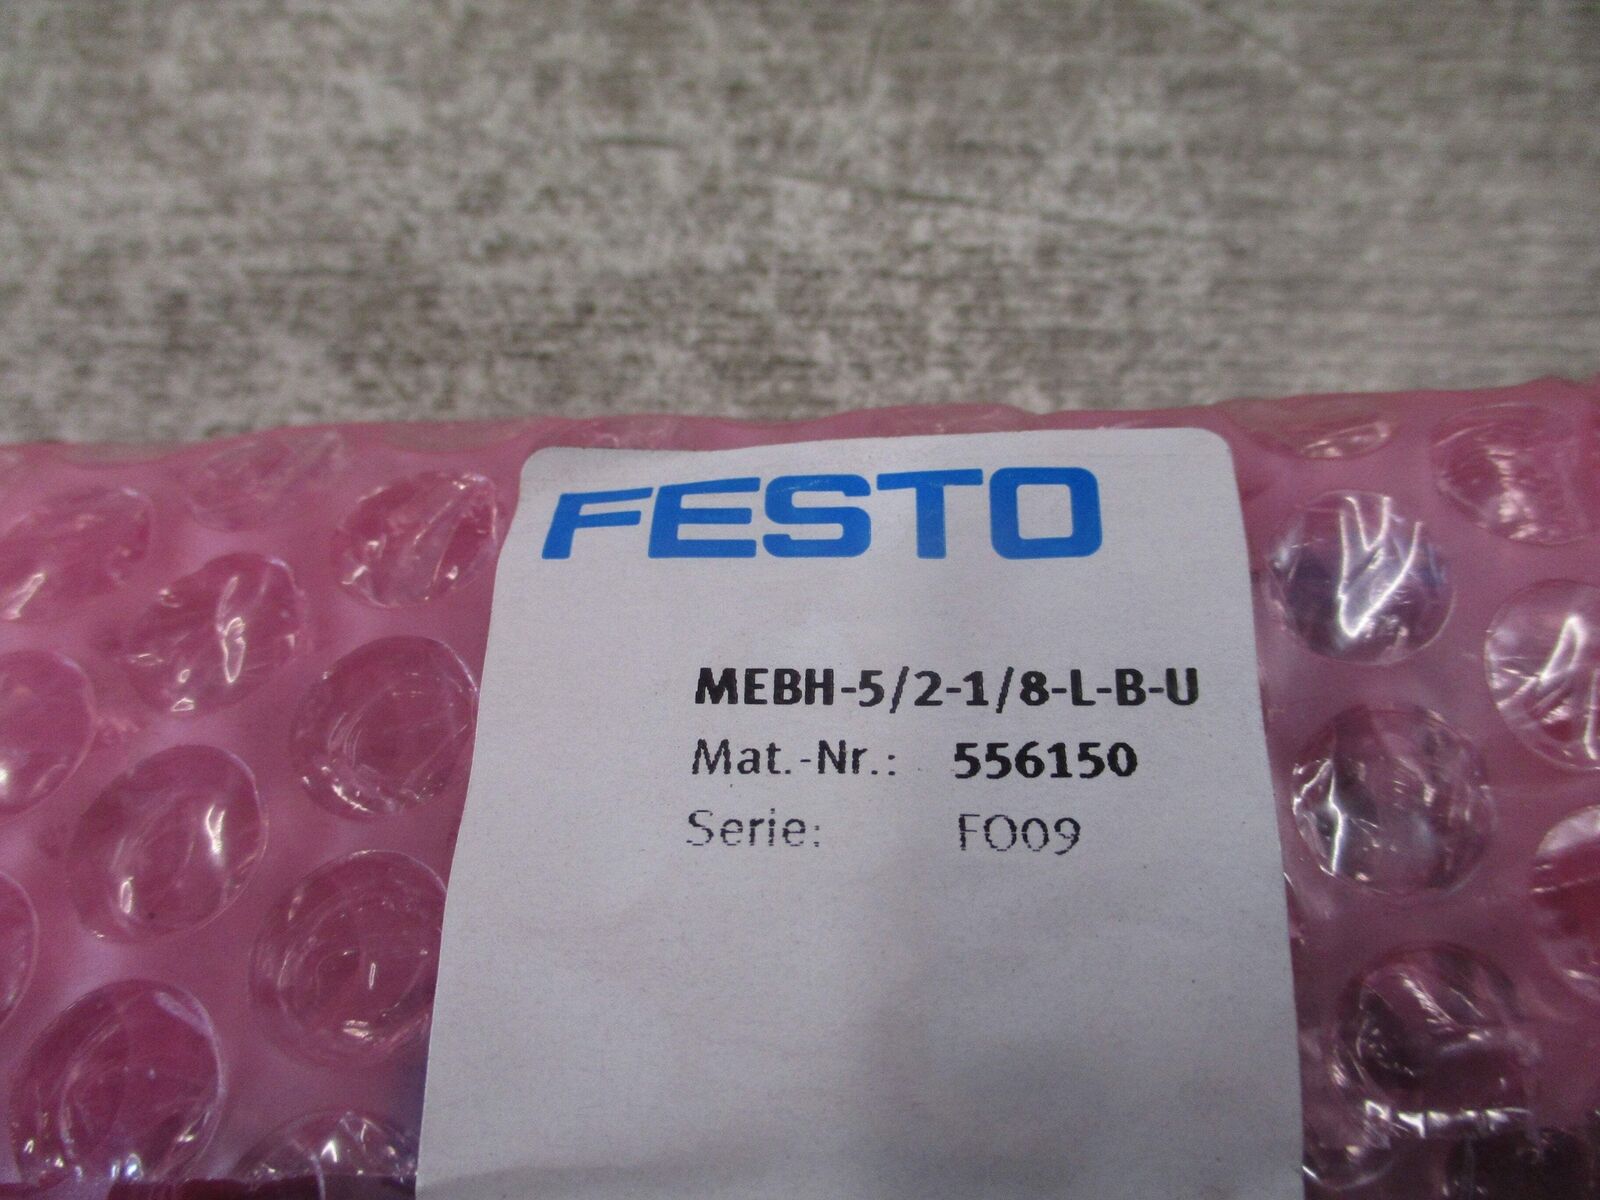 FESTO
MEBH-5/2-1/8-L-B-U
Mat.-Nr.: 556150
Serie: FO09